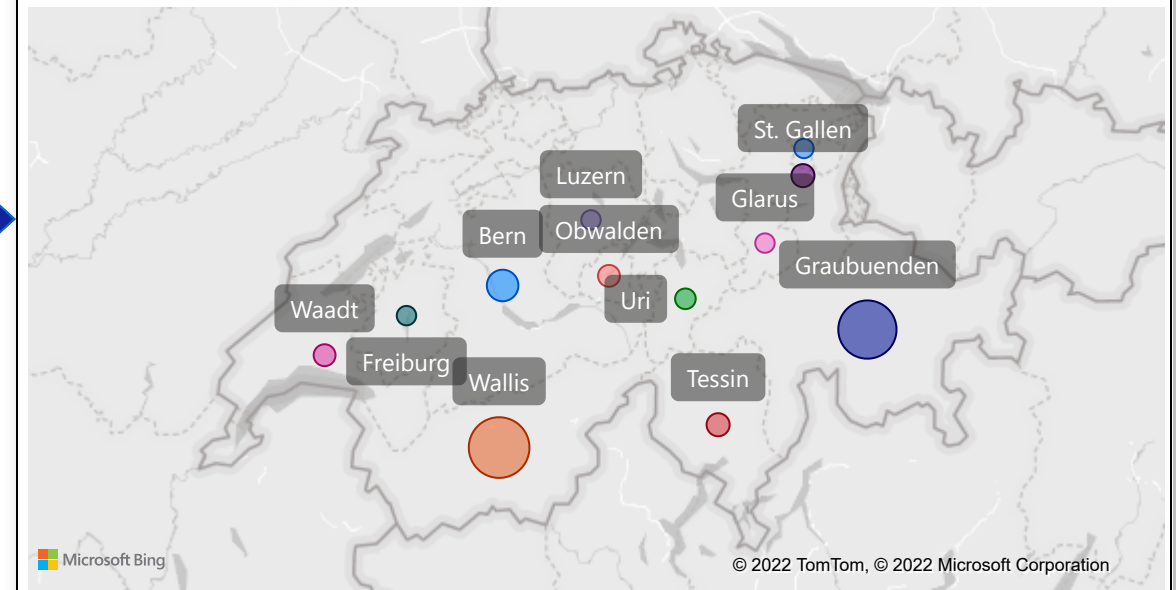 St. Gallen
Luzern
Glarus
Bern
Obwalden
Graubuenden
Uri
Waadt
Freiburg
Wallis
Tessin
Microsoft Bing
© 2022 TomTom, © 2022 Microsoft Corporation